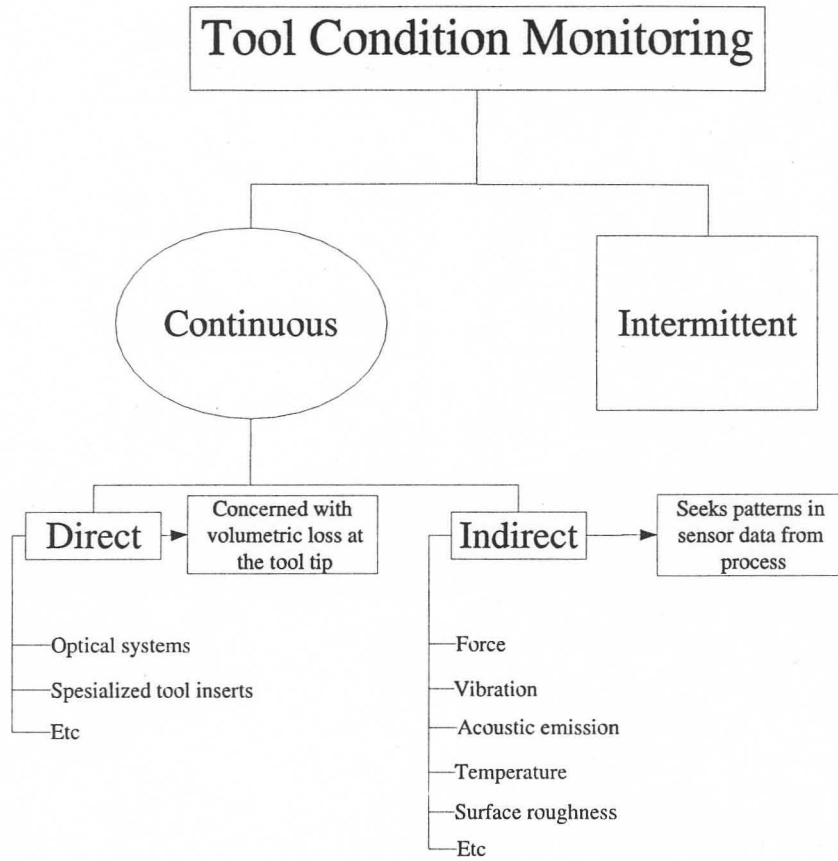 Tool Condition Monitoring
Continuous
Intermittent
Direct
Concerned with
volumetric loss at
the tool tip
Indirect
Seeks patterns in
sensor data from
process
Optical systems
Spesialized tool inserts
Etc
Force
Vibration
Acoustic emission
Temperature
Surface roughness
Etc